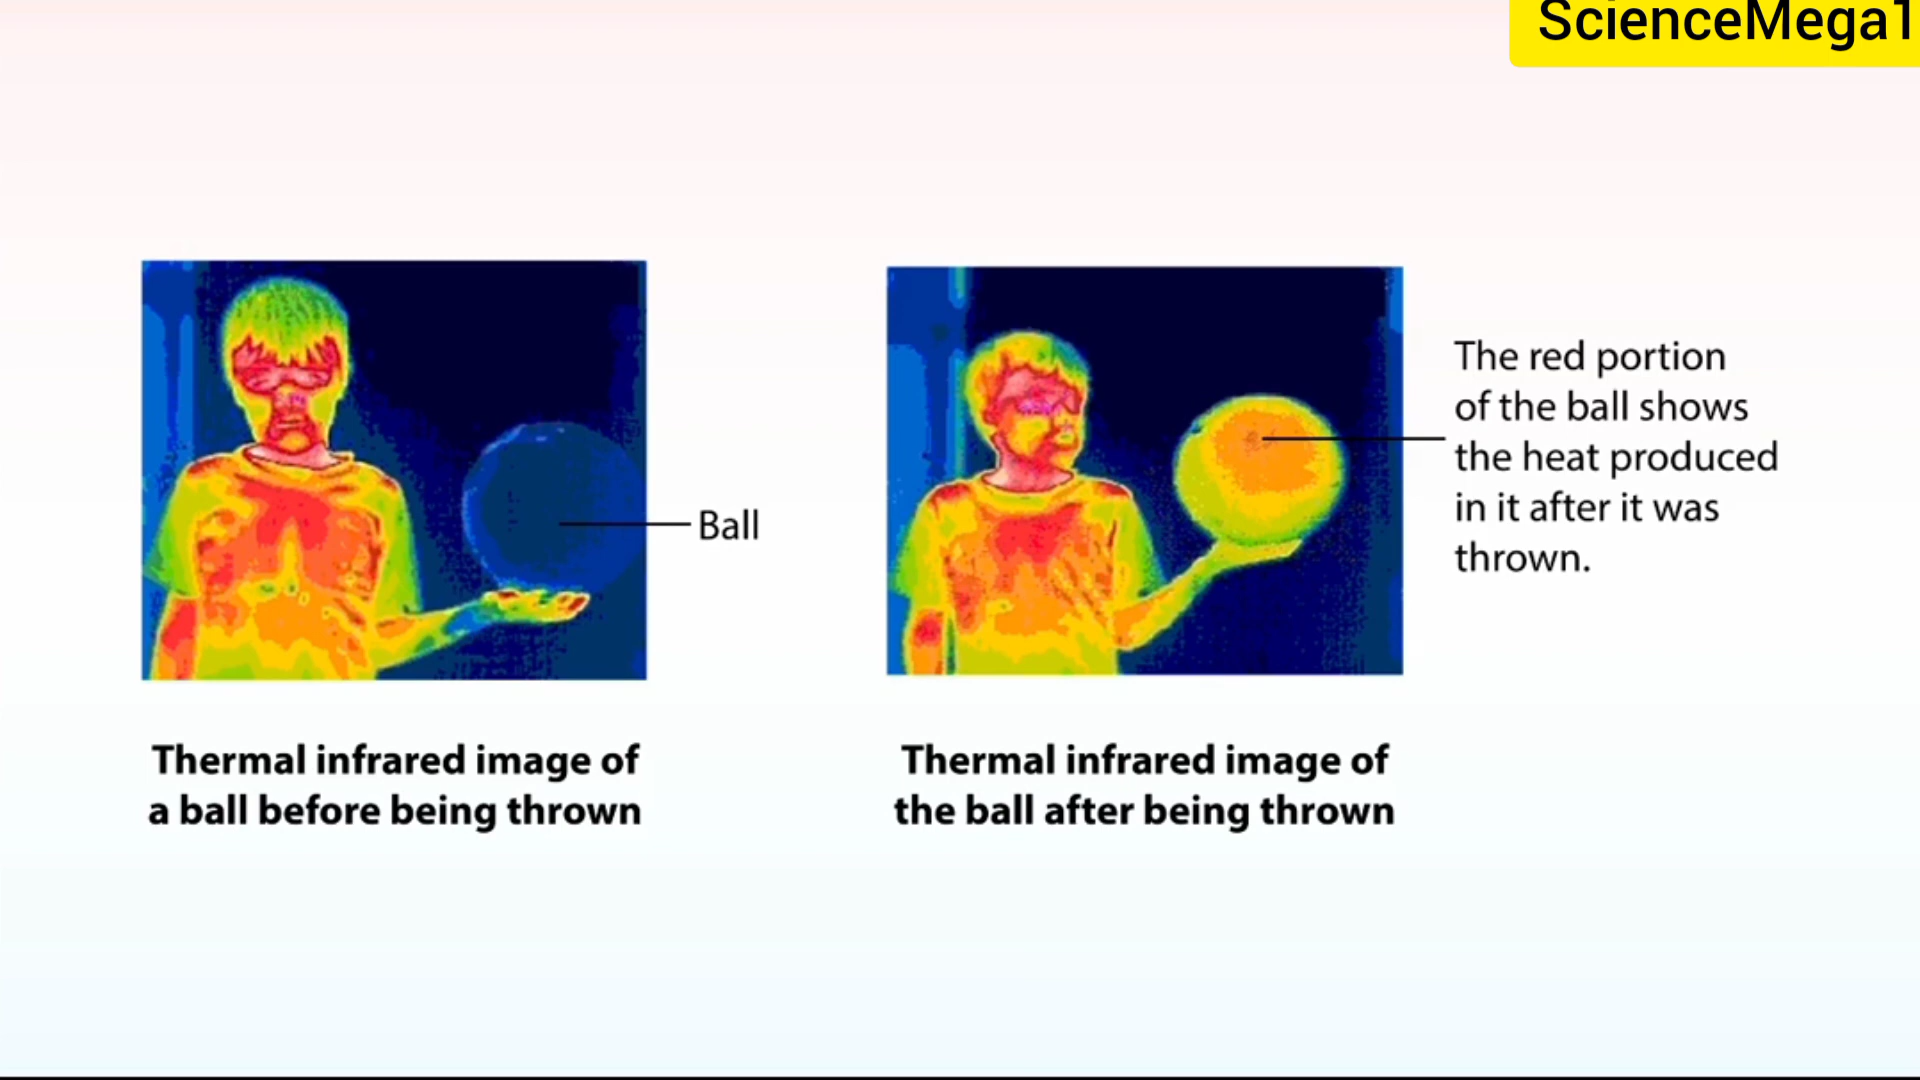 ScienceMega1
The red portion
of the ball shows
the heat produced
in it after it was
thrown.
Ball
Thermal infrared image of
a ball before being thrown
Thermal infrared image of
the ball after being thrown